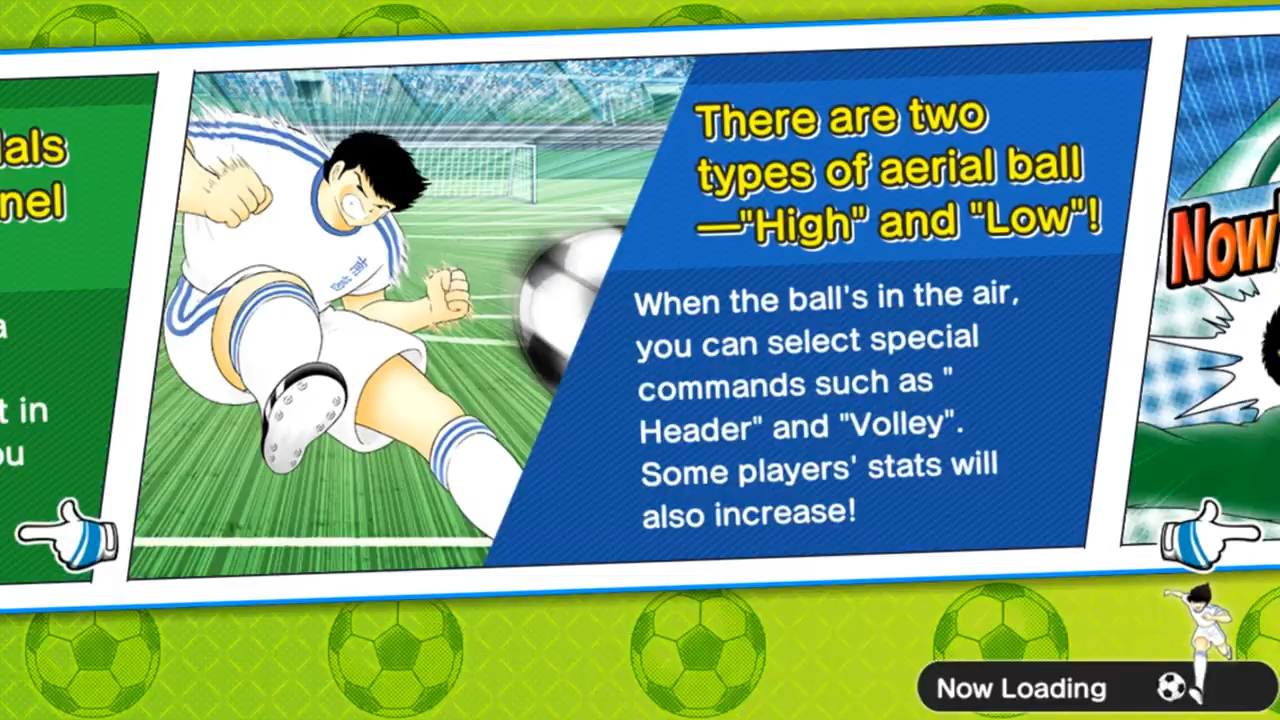 There are two
types of aerial ball
—"High" and "Low"!
When the ball's in the air,
you can select special
commands such as "
Header" and "Volley".
Some players' stats will
also increase!
als
nel
a
t in
ou
Now
Now Loading